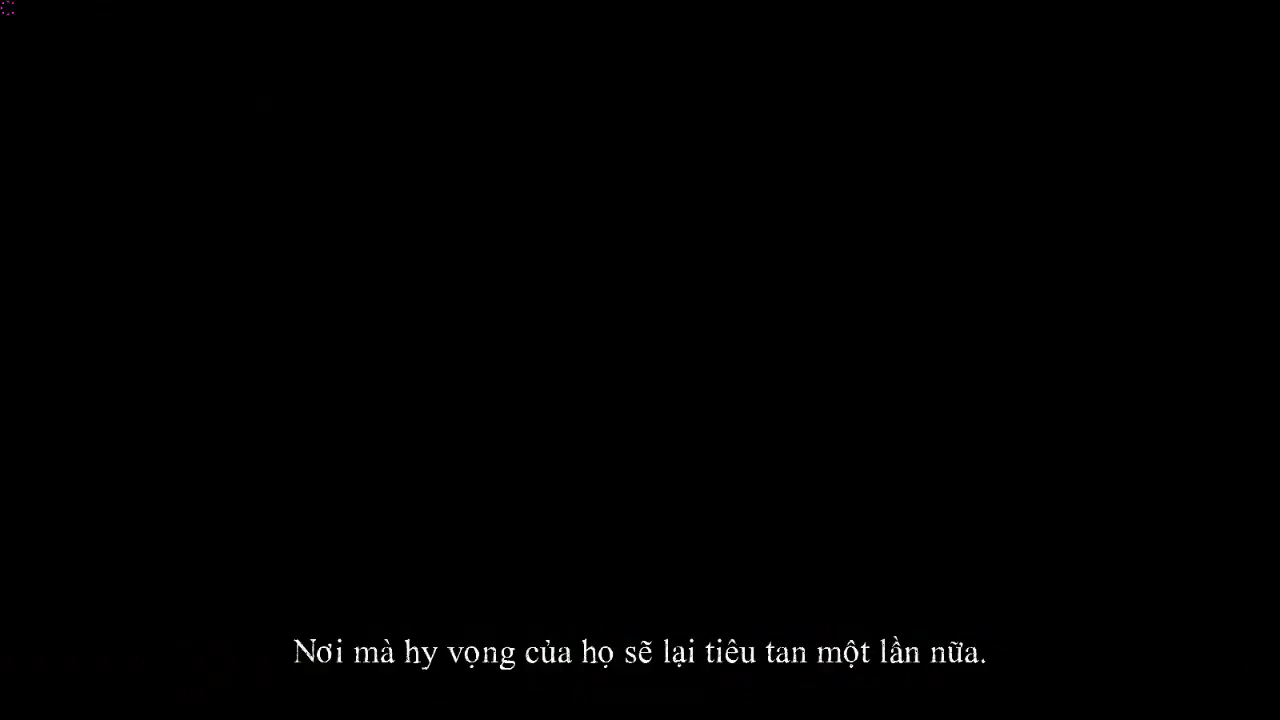 Nơi mà hy vọng của họ sẽ lại tiêu tan một lần nữa.